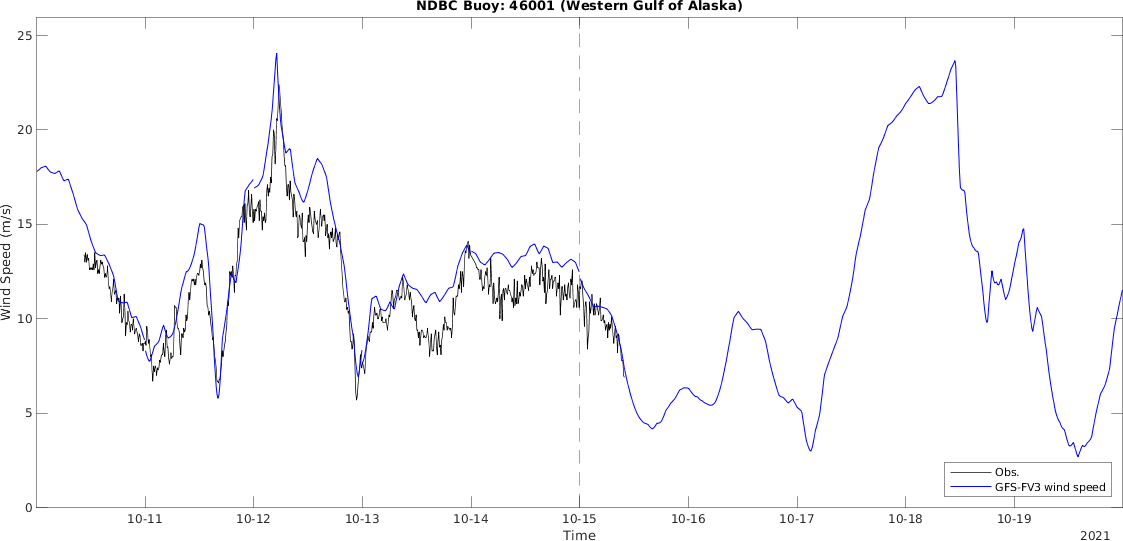 NDBC Buoy: 46001 (Western Gulf of Alaska)
25
20
15
10
5
0
Wind Speed (m/s)
10-11 10-12 10-13 10-14 10-15 10-16 10-17 10-18 10-19
Time
2021
Obs.
GFS-FV3 wind speed